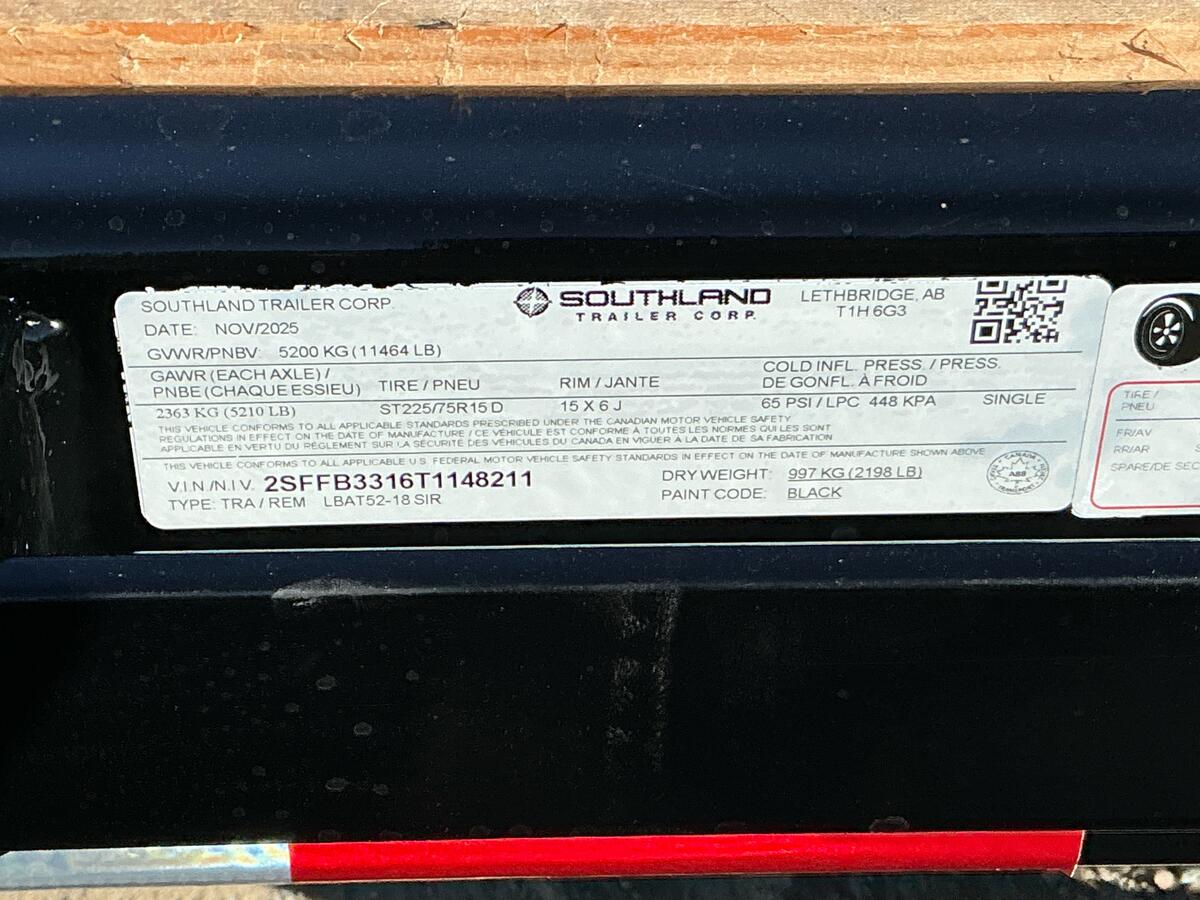 SOUTHLAND TRAILER CORP.
SOUTHLAND
TRAILER CORP.
LETHBRIDGE, AB
T1H 6G3
DATE: NOV/2025
GVWR/PNBV: 5200 KG (11464 LB)
GAWR (EACH AXLE) /
PNBE (CHAQUE ESSIEU)
TIRE / PNEU
RIM / JANTE
COLD INFL. PRESS. / PRESS.
DE GONFL. À FROID
2363 KG (5210 LB)
ST225/75R15 D
15 X 6 J
65 PSI / LPC 448 KPA
SINGLE
THIS VEHICLE CONFORMS TO ALL APPLICABLE STANDARDS PRESCRIBED UNDER THE CANADIAN MOTOR VEHICLE SAFETY
REGULATIONS IN EFFECT ON THE DATE OF MANUFACTURE / CE VÉHICULE EST CONFORME À TOUTES LES NORMES QUI LES SONT
APPLICABLE EN VERTU DU RÈGLEMENT SUR LA SÉCURITÉ DES VÉHICULES DU CANADA EN VIGUER À LA DATE DE SA FABRICATION
THIS VEHICLE CONFORMS TO ALL APPLICABLE U.S. FEDERAL MOTOR VEHICLE SAFETY STANDARDS IN EFFECT ON THE DATE OF MANUFACTURE SHOWN ABOVE
V.I.N./N.I.V. 2SFFB3316T1148211
TYPE: TRA / REM LBAT52-18 SIR
DRY WEIGHT: 997 KG (2198 LB)
PAINT CODE: BLACK
CANADA
ABB
TRANSPORT
TIRE /
PNEU
FR/AV
RR/AR
SPARE/DE SEC